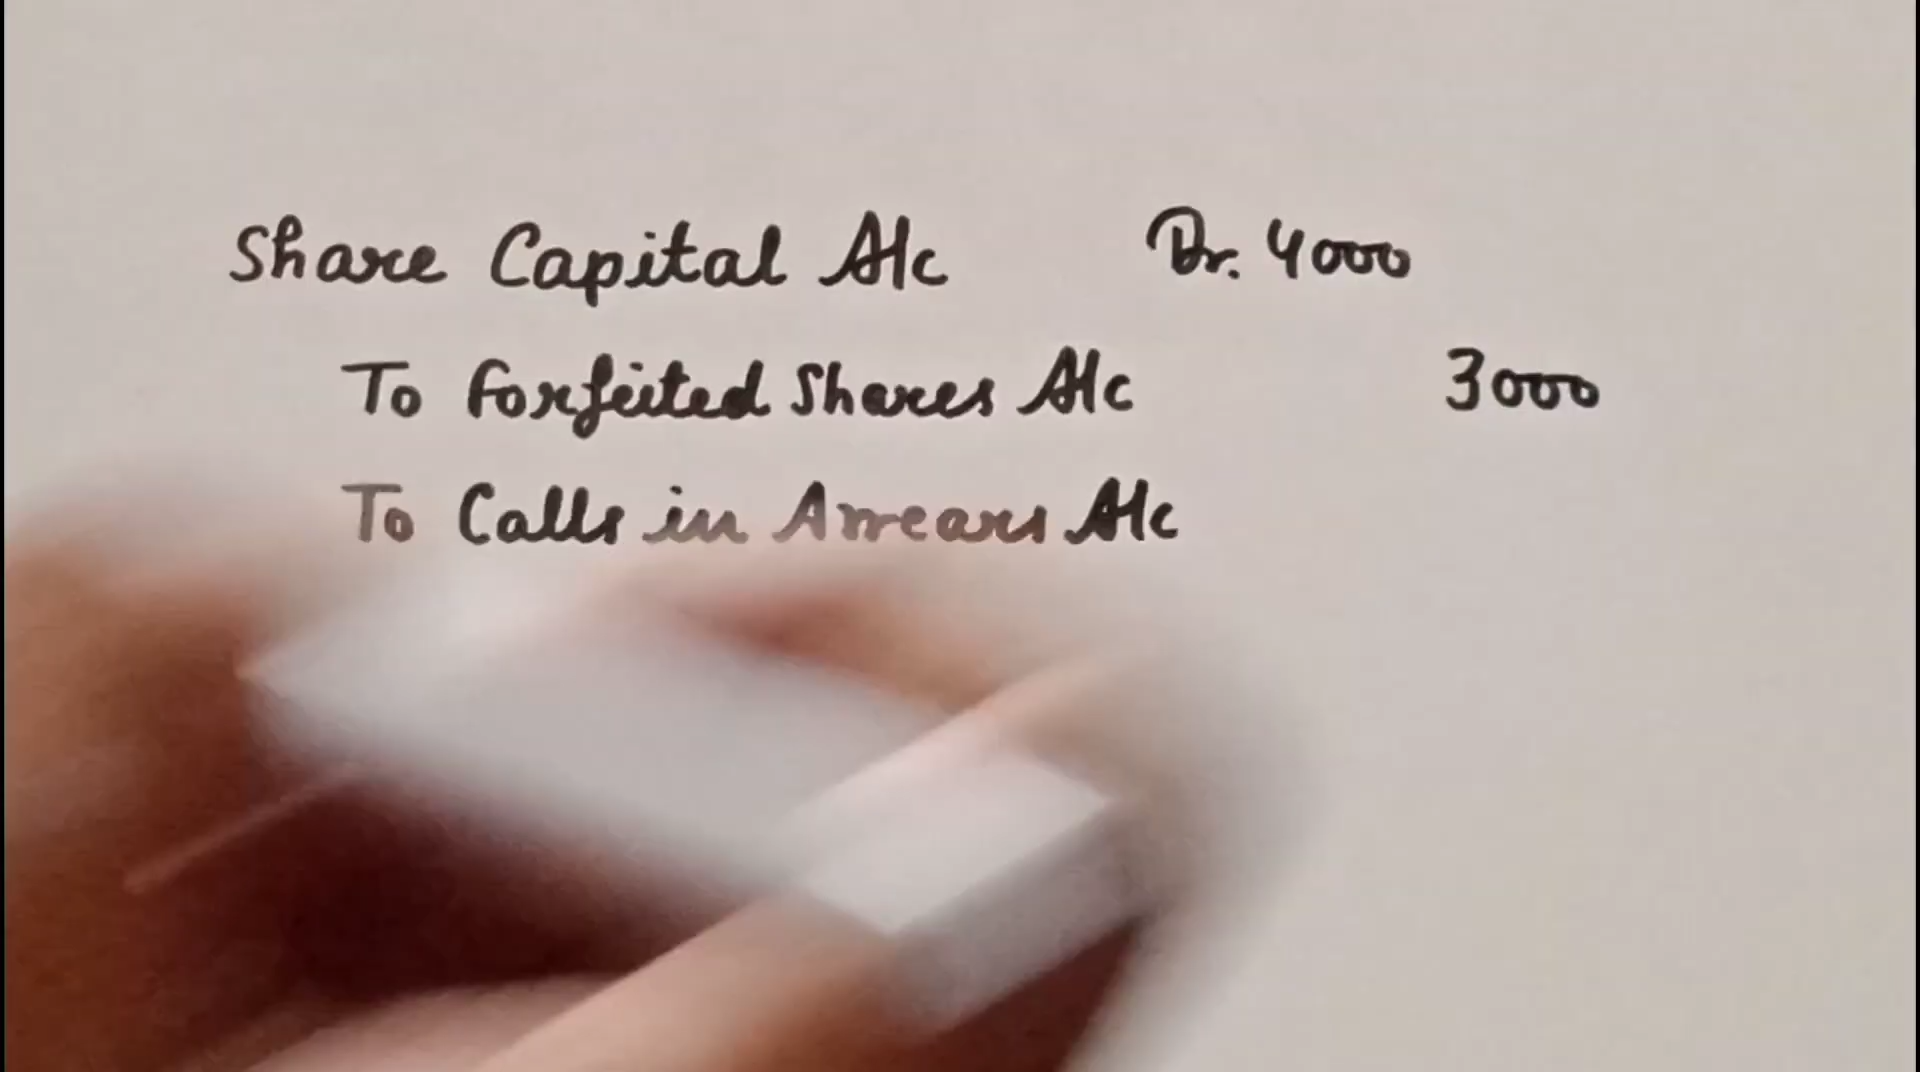 Share Capital A/c Dr. 4000
To forfeited Shares A/c 3000
To Calls in Arrears A/c